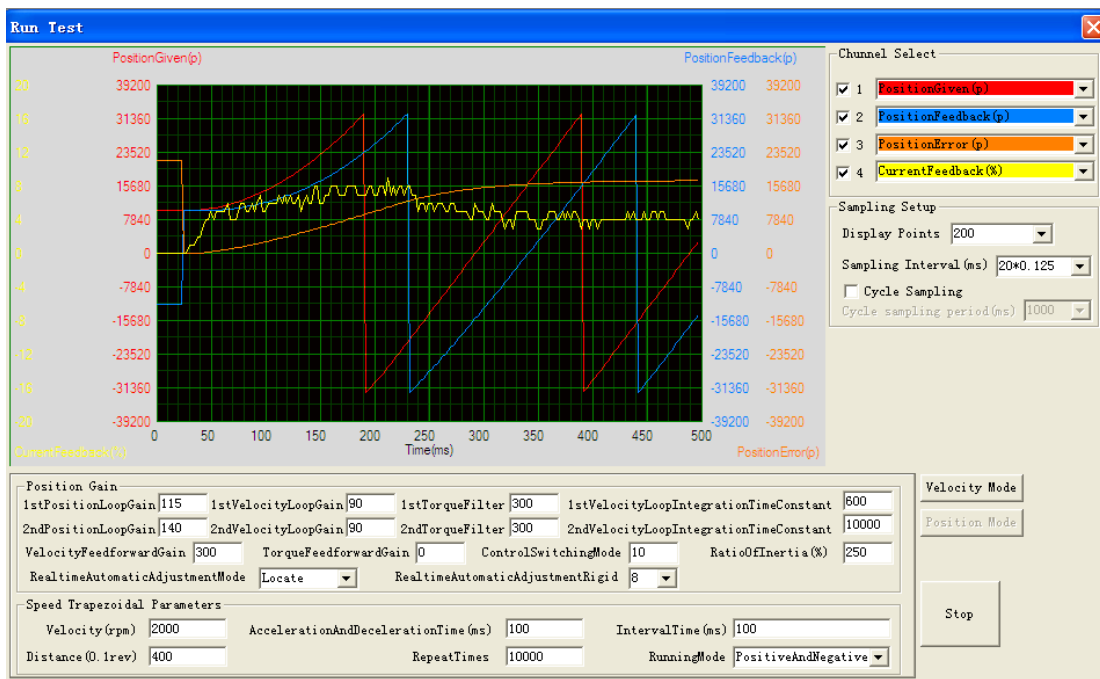 Run Test
PositionGiven(p) PositionFeedback(p)
20 39200 39200 39200
16 31360 31360 31360
12 23520 23520 23520
8 15680 15680 15680
4 7840 7840 7840
0 0 0 0
-4 -7840 -7840 -7840
-8 -15680 -15680 -15680
-12 -23520 -23520 -23520
-16 -31360 -31360 -31360
-20 -39200 -39200 -39200
0 50 100 150 200 250 300 350 400 450 500
CurrentFeedback(%) Time(ms) PositionError(p)
Channel Select
1 PositionGiven(p)
2 PositionFeedback(p)
3 PositionError(p)
4 CurrentFeedback(%)
Sampling Setup
Display Points 200
Sampling Interval(ms) 20*0.125
Cycle Sampling
Cycle sampling period(ms) 1000
Position Gain
1stPositionLoopGain 115 1stVelocityLoopGain 90 1stTorqueFilter 300 1stVelocityLoopIntegrationTimeConstant 600
2ndPositionLoopGain 140 2ndVelocityLoopGain 90 2ndTorqueFilter 300 2ndVelocityLoopIntegrationTimeConstant 10000
VelocityFeedforwardGain 300 TorqueFeedforwardGain 0 ControlSwitchingMode 10 RatioOfInertia(%) 250
RealtimeAutomaticAdjustmentMode Locate RealtimeAutomaticAdjustmentRigid 8
Speed Trapezoidal Parameters
Velocity(rpm) 2000 AccelerationAndDecelerationTime(ms) 100 IntervalTime(ms) 100
Distance(0.1rev) 400 RepeatTimes 10000 RunningMode PositiveAndNegative
Velocity Mode
Position Mode
Stop